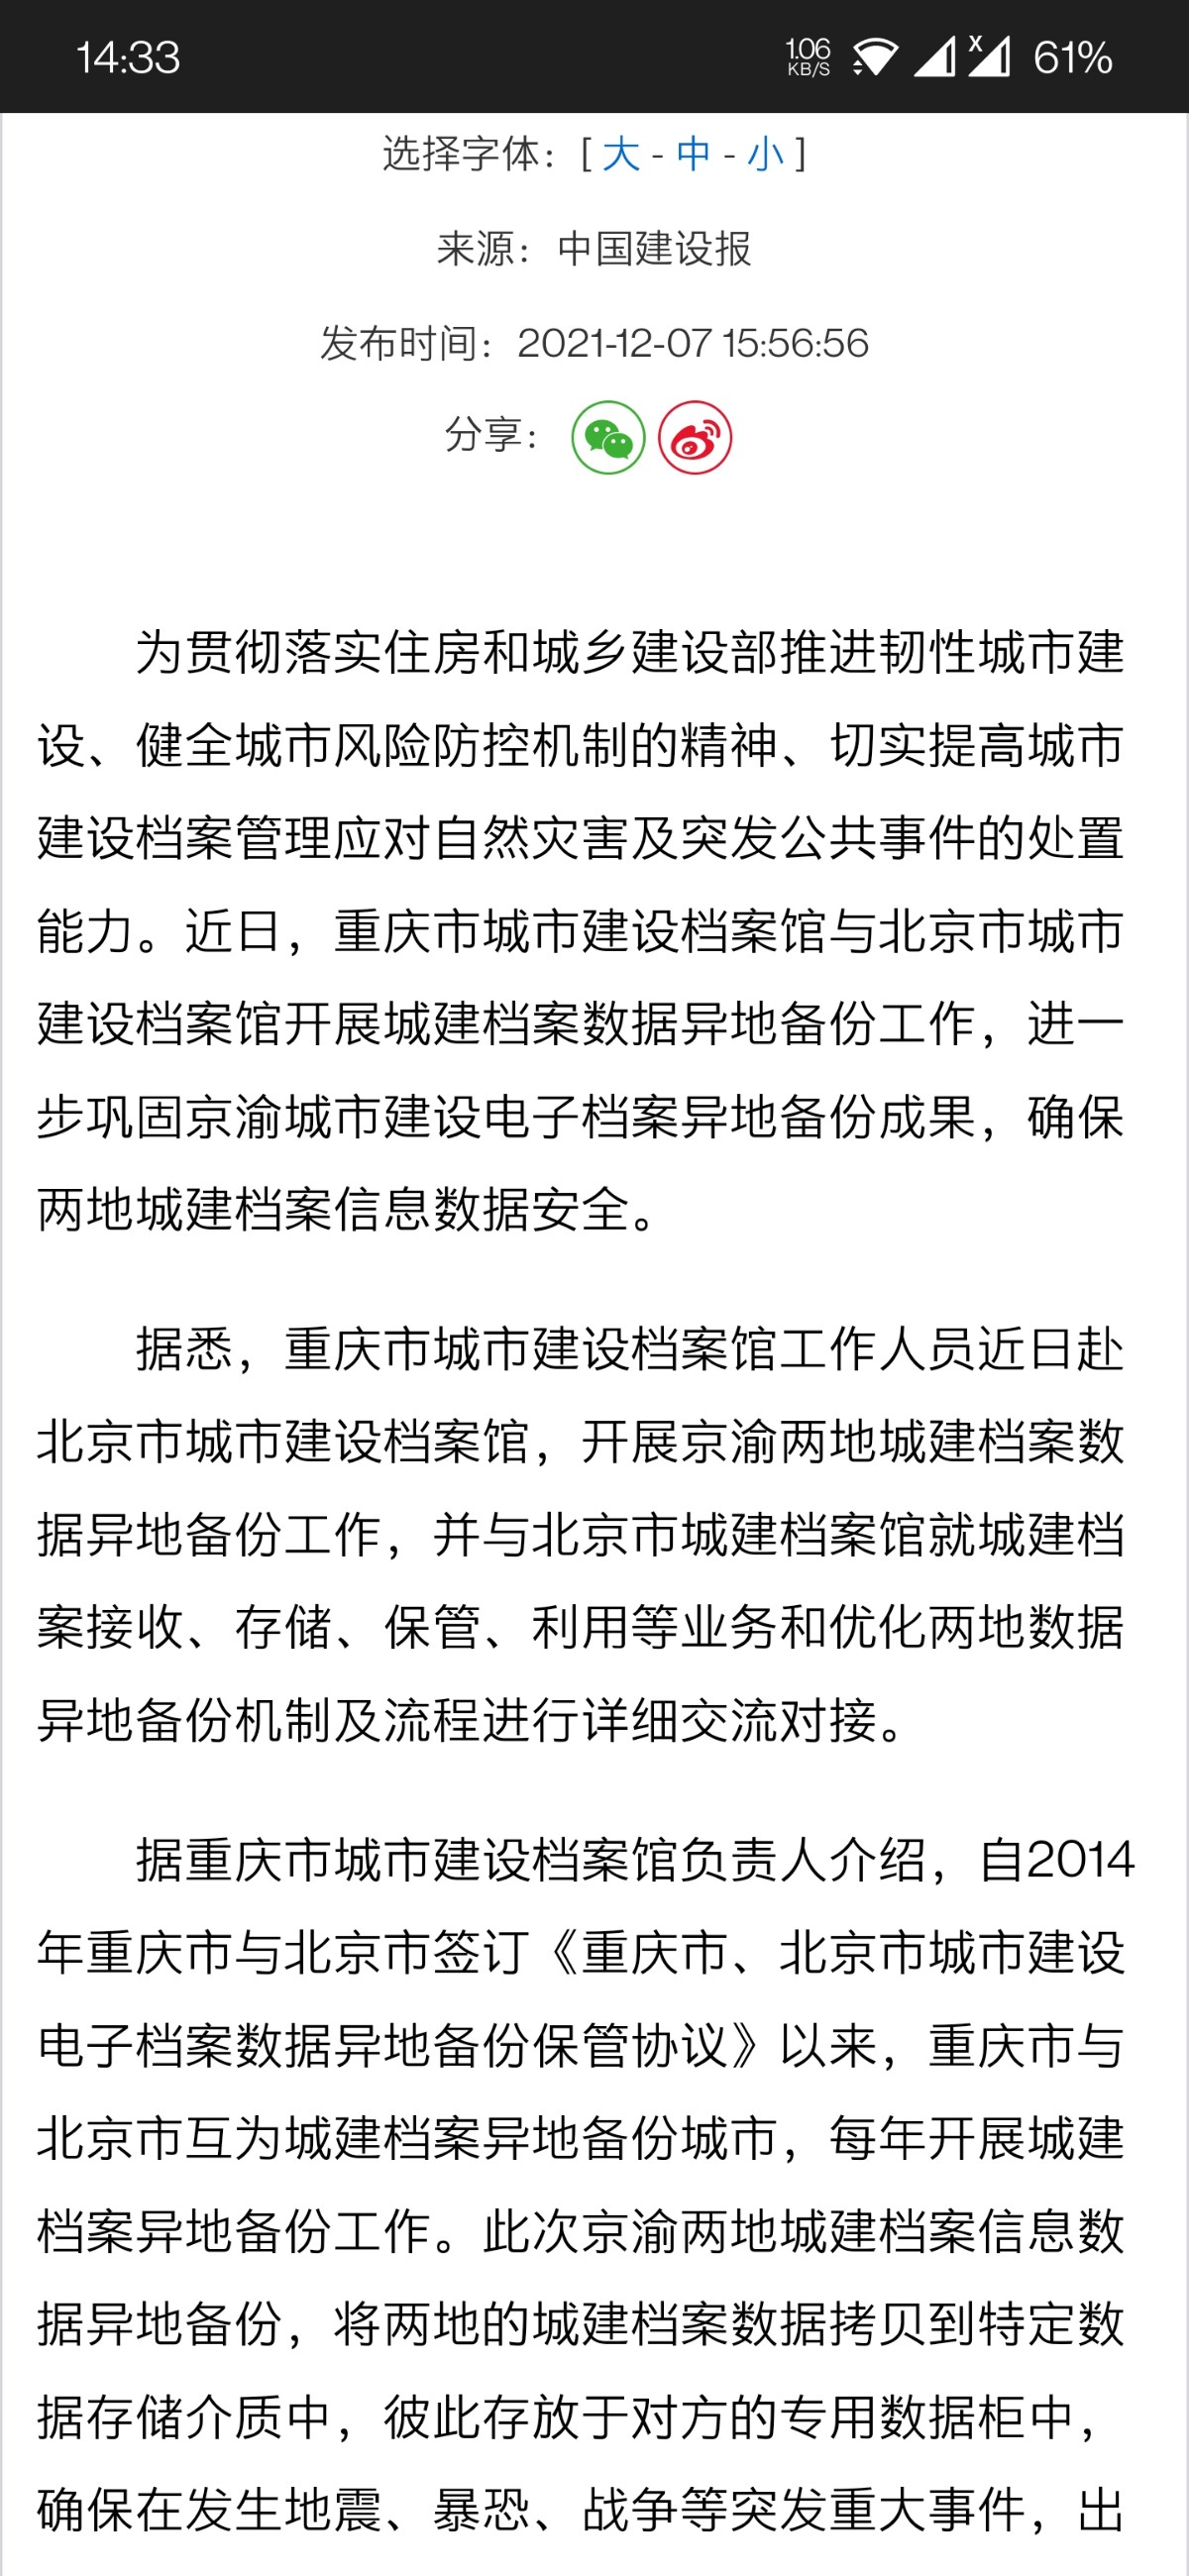 14:33
1.06 KB/S
X
61%
选择字体：[ 大 - 中 - 小 ]
来源：中国建设报
发布时间：2021-12-07 15:56:56
分享：
为贯彻落实住房和城乡建设部推进韧性城市建
设、健全城市风险防控机制的精神、切实提高城市
建设档案管理应对自然灾害及突发公共事件的处置
能力。近日，重庆市城市建设档案馆与北京市城市
建设档案馆开展城建档案数据异地备份工作，进一
步巩固京渝城市建设电子档案异地备份成果，确保
两地城建档案信息数据安全。
据悉，重庆市城市建设档案馆工作人员近日赴
北京市城市建设档案馆，开展京渝两地城建档案数
据异地备份工作，并与北京市城建档案馆就城建档
案接收、存储、保管、利用等业务和优化两地数据
异地备份机制及流程进行详细交流对接。
据重庆市城市建设档案馆负责人介绍，自2014
年重庆市与北京市签订《重庆市、北京市城市建设
电子档案数据异地备份保管协议》以来，重庆市与
北京市互为城建档案异地备份城市，每年开展城建
档案异地备份工作。此次京渝两地城建档案信息数
据异地备份，将两地的城建档案数据拷贝到特定数
据存储介质中，彼此存放于对方的专用数据柜中，
确保在发生地震、暴恐、战争等突发重大事件，出